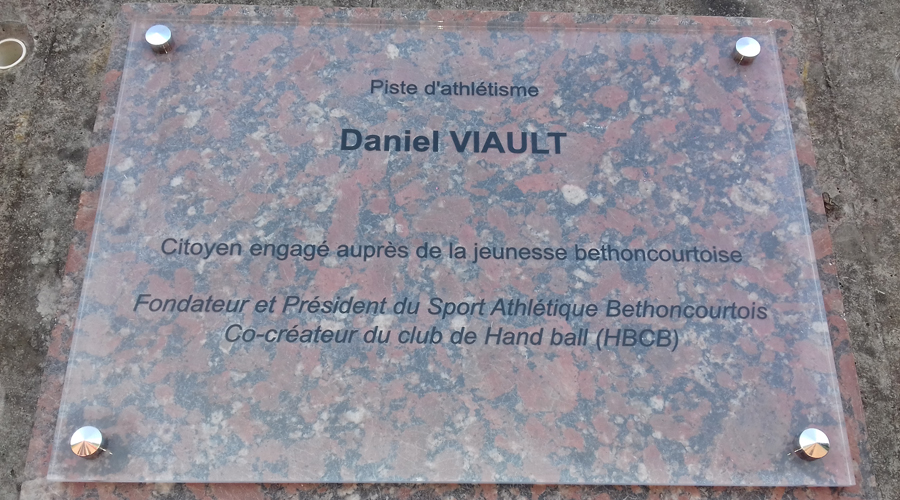 Piste d'athlétisme
Daniel VIAULT
Citoyen engagé auprès de la jeunesse bethoncourtoise
Fondateur et Président du Sport Athlétique Bethoncourtois
Co-créateur du club de Hand ball (HBCB)